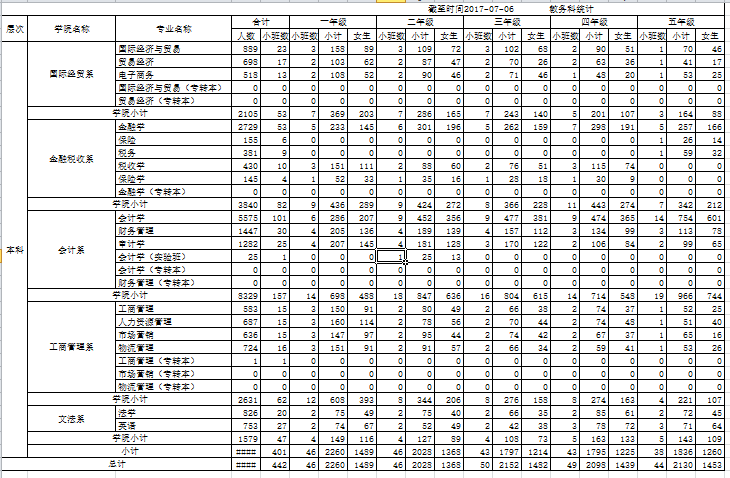 截至时间2017-07-06 教务科统计
层次 学院名称 专业名称 合计 一年级 二年级 三年级 四年级 五年级
人数 小班数 小班数 人数 女生 小班数 人数 女生 小班数 人数 女生 小班数 人数 女生 小班数 人数 女生
本科
国际经贸系
国际经济与贸易 889 23 3 158 89 3 109 72 3 102 68 2 90 51 1 70 46
贸易经济 698 17 2 103 62 2 87 47 2 70 26 2 63 36 1 41 17
电子商务 518 13 2 108 52 2 90 46 2 71 46 1 48 20 1 53 25
国际经济与贸易（专转本） 0 0 0 0 0 0 0 0 0 0 0 0 0 0 0 0 0
贸易经济（专转本） 0 0 0 0 0 0 0 0 0 0 0 0 0 0 0 0 0
学院小计 2105 53 7 369 203 7 286 165 7 243 140 5 201 107 3 164 88
金融税收系
金融学 2729 53 5 233 145 6 301 196 5 262 159 7 298 191 5 257 166
保险 155 6 0 0 0 0 0 0 0 0 0 0 0 0 1 26 14
税务 381 9 0 0 0 0 0 0 0 0 0 0 0 0 1 59 32
税收学 430 10 3 151 111 2 88 60 2 76 51 3 115 74 0 0 0
保险学 145 4 1 52 33 1 35 16 1 28 18 1 30 9 0 0 0
金融学（专转本） 0 0 0 0 0 0 0 0 0 0 0 0 0 0 0 0 0
学院小计 3840 82 9 436 289 9 424 272 8 366 228 11 443 274 7 342 212
会计系
会计学 5575 101 6 286 207 9 452 356 9 477 381 9 474 365 14 754 601
财务管理 1447 30 4 205 136 4 189 139 4 157 112 3 134 99 3 113 78
审计学 1282 25 4 207 145 4 181 128 3 170 122 2 106 84 2 99 65
会计学（实验班） 25 1 0 0 0 1 25 13 0 0 0 0 0 0 0 0 0
会计学（专转本） 0 0 0 0 0 0 0 0 0 0 0 0 0 0 0 0 0
财务管理（专转本） 0 0 0 0 0 0 0 0 0 0 0 0 0 0 0 0 0
学院小计 8329 157 14 698 488 18 847 636 16 804 615 14 714 548 19 966 744
工商管理系
工商管理 583 15 3 150 91 2 80 49 2 66 38 2 74 37 1 52 25
人力资源管理 687 15 3 160 114 2 78 56 2 70 44 2 74 48 1 51 40
市场营销 636 15 3 147 97 2 95 44 2 74 42 2 67 37 1 65 16
物流管理 724 16 3 151 91 2 91 57 2 66 34 2 59 41 1 53 26
工商管理（专转本） 1 1 0 0 0 0 0 0 0 0 0 0 0 0 0 0 0
市场营销（专转本） 0 0 0 0 0 0 0 0 0 0 0 0 0 0 0 0 0
物流管理（专转本） 0 0 0 0 0 0 0 0 0 0 0 0 0 0 0 0 0
学院小计 2631 62 12 608 393 8 344 206 8 276 158 8 274 163 4 221 107
文法系
法学 826 20 2 75 49 2 75 40 2 66 35 2 85 61 2 72 45
英语 753 27 2 74 67 2 52 49 2 42 38 3 78 72 3 71 64
学院小计 1579 47 4 149 116 4 127 89 4 108 73 5 163 133 5 143 109
小计 #### 401 46 2260 1489 46 2028 1368 43 1797 1214 43 1795 1225 38 1836 1260
总计 #### 442 46 2260 1489 46 2028 1368 50 2152 1482 49 2098 1439 44 2130 1453